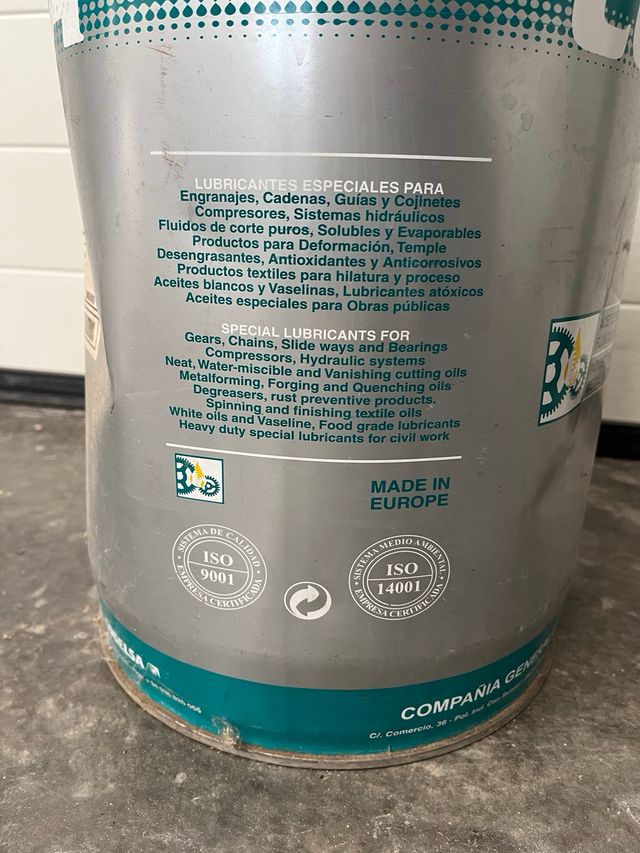 LUBRICANTES ESPECIALES PARA
Engranajes, Cadenas, Guías y Cojinetes
Compresores, Sistemas hidráulicos
Fluidos de corte puros, Solubles y Evaporables
Productos para Deformación, Temple
Desengrasantes, Antioxidantes y Anticorrosivos
Productos textiles para hilatura y proceso
Aceites blancos y Vaselinas, Lubricantes atóxicos
Aceites especiales para Obras públicas
SPECIAL LUBRICANTS FOR
Gears, Chains, Slide ways and Bearings
Compressors, Hydraulic systems
Neat, Water-miscible and Vanishing cutting oils
Metalforming, Forging and Quenching oils
Degreasers, rust preventive products.
Spinning and finishing textile oils
White oils and Vaseline, Food grade lubricants
Heavy duty special lubricants for civil work
MADE IN
EUROPE
SISTEMA DE CALIDAD
ISO
9001
EMPRESA CERTIFICADA
SISTEMA MEDIO AMBIENTAL
ISO
14001
EMPRESA CERTIFICADA
COMPAÑIA
C/. Comercio, 36 - Pol. Ind. Can